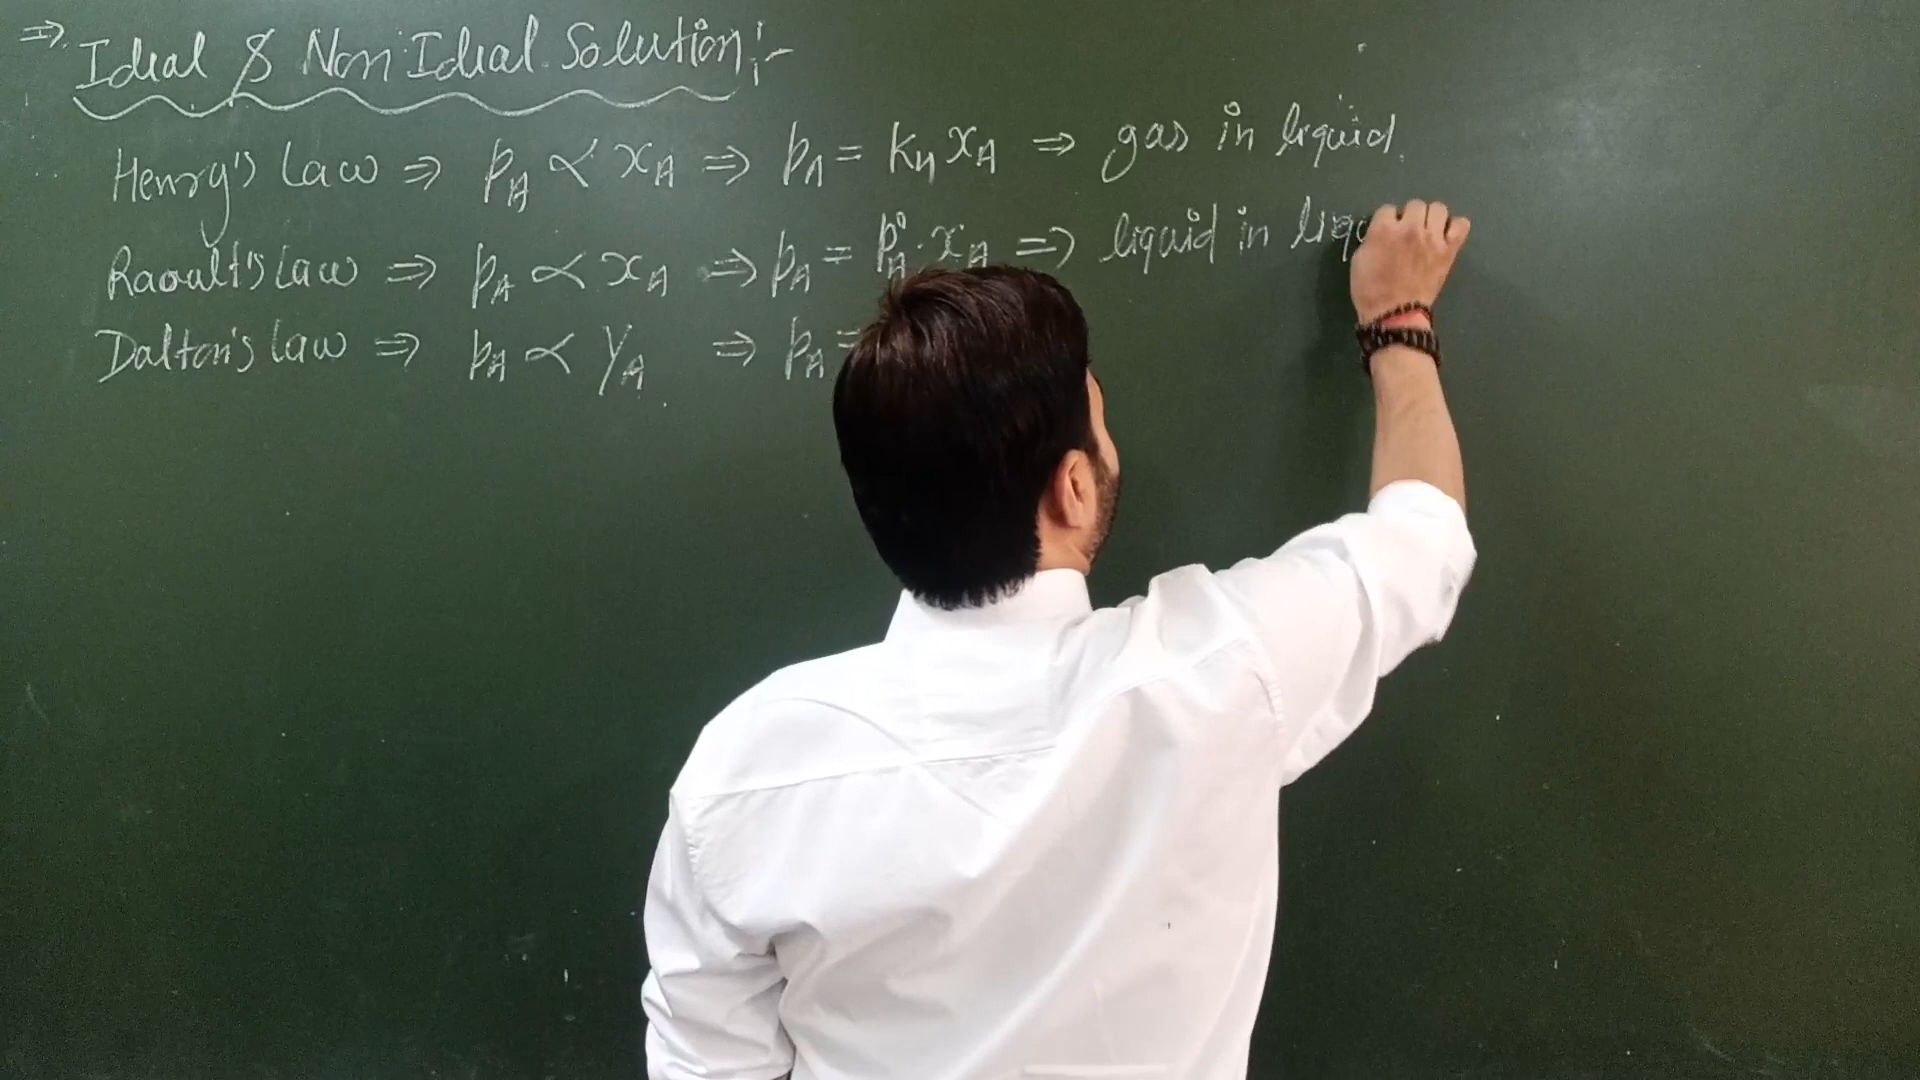 ⇒. Ideal & Non Ideal Solution :-
Henry's Law ⇒ pA ∝ xA ⇒ pA = KH xA ⇒ gas in liquid.
Raoult's Law ⇒ pA ∝ xA ⇒ pA = p°A . xA ⇒ liquid in liqu
Dalton's Law ⇒ pA ∝ yA ⇒ pA =